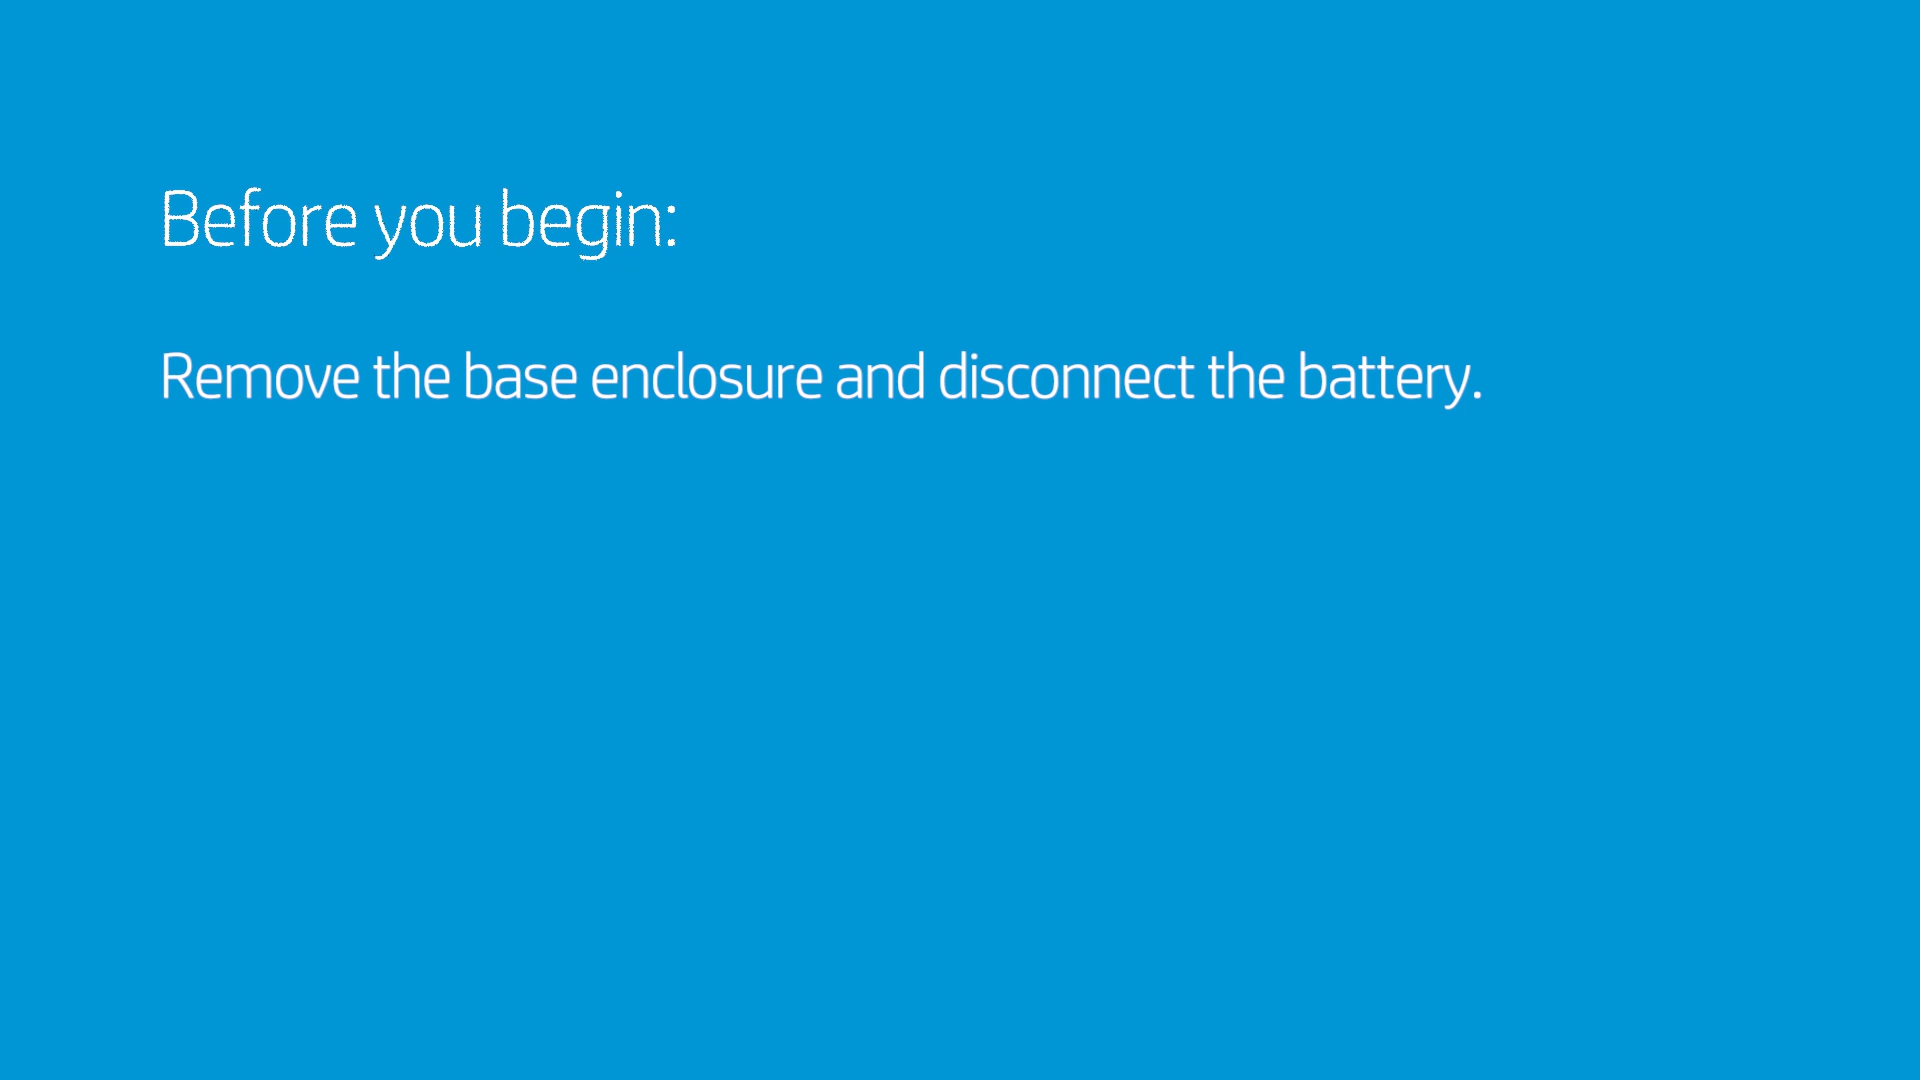 Before you begin:
Remove the base enclosure and disconnect the battery.